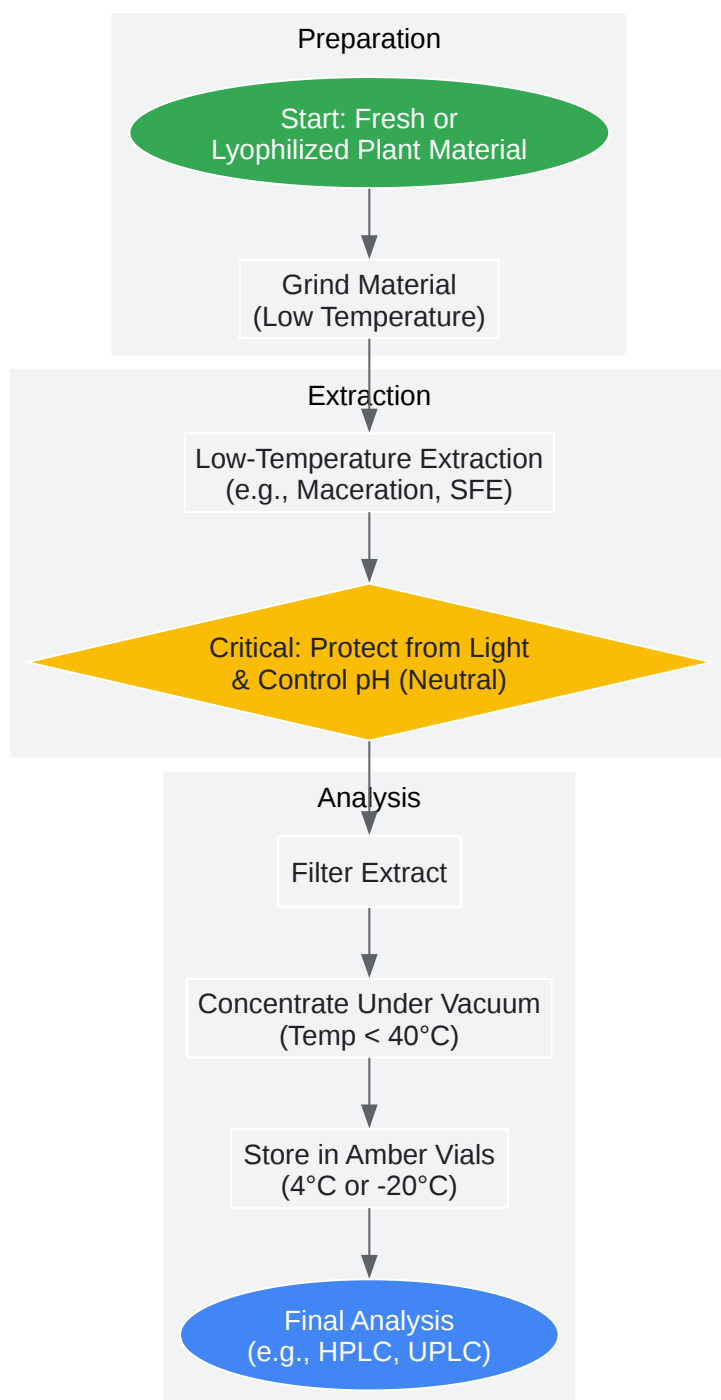 Preparation
Start: Fresh or
Lyophilized Plant Material
Grind Material
(Low Temperature)
Extraction
Low-Temperature Extraction
(e.g., Maceration, SFE)
Critical: Protect from Light
& Control pH (Neutral)
Analysis
Filter Extract
Concentrate Under Vacuum
(Temp < 40°C)
Store in Amber Vials
(4°C or -20°C)
Final Analysis
(e.g., HPLC, UPLC)